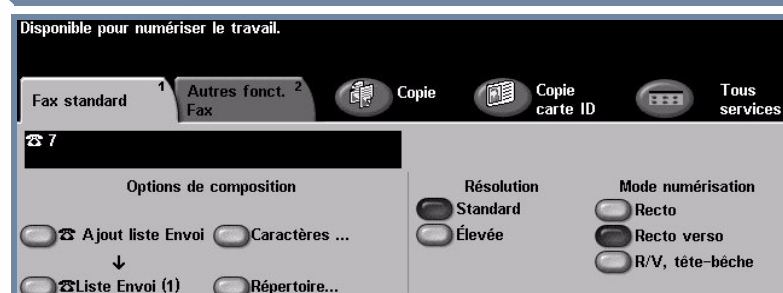 Disponible pour numériser le travail.
Fax standard 1
Autres fonct. 2
Fax
Copie
Copie
carte ID
Tous
services
☎ 7
Options de composition
☎ Ajout liste Envoi
Caractères ...
↓
☎Liste Envoi (1)
Répertoire...
Résolution
Standard
Élevée
Mode numérisation
Recto
Recto verso
R/V, tête-bêche